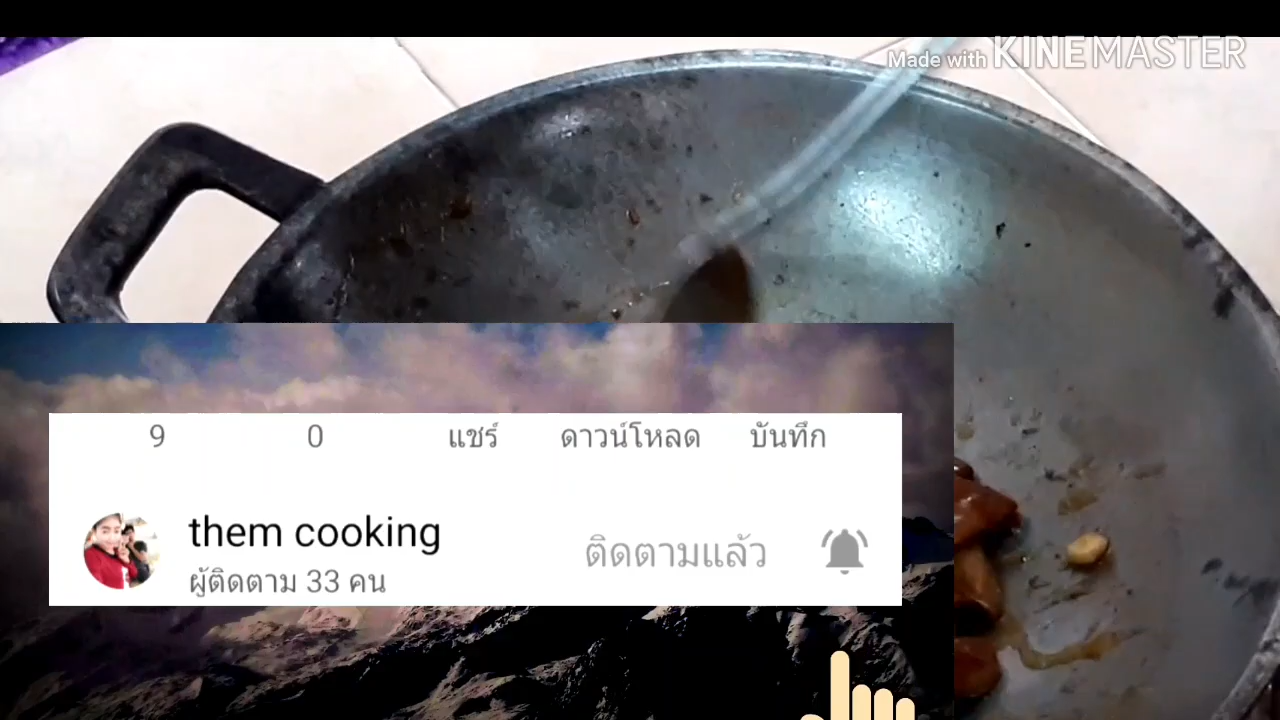 Made with KINEMASTER
9 0 แชร์ ดาวน์โหลด บันทึก
them cooking
ผู้ติดตาม 33 คน
ติดตามแล้ว